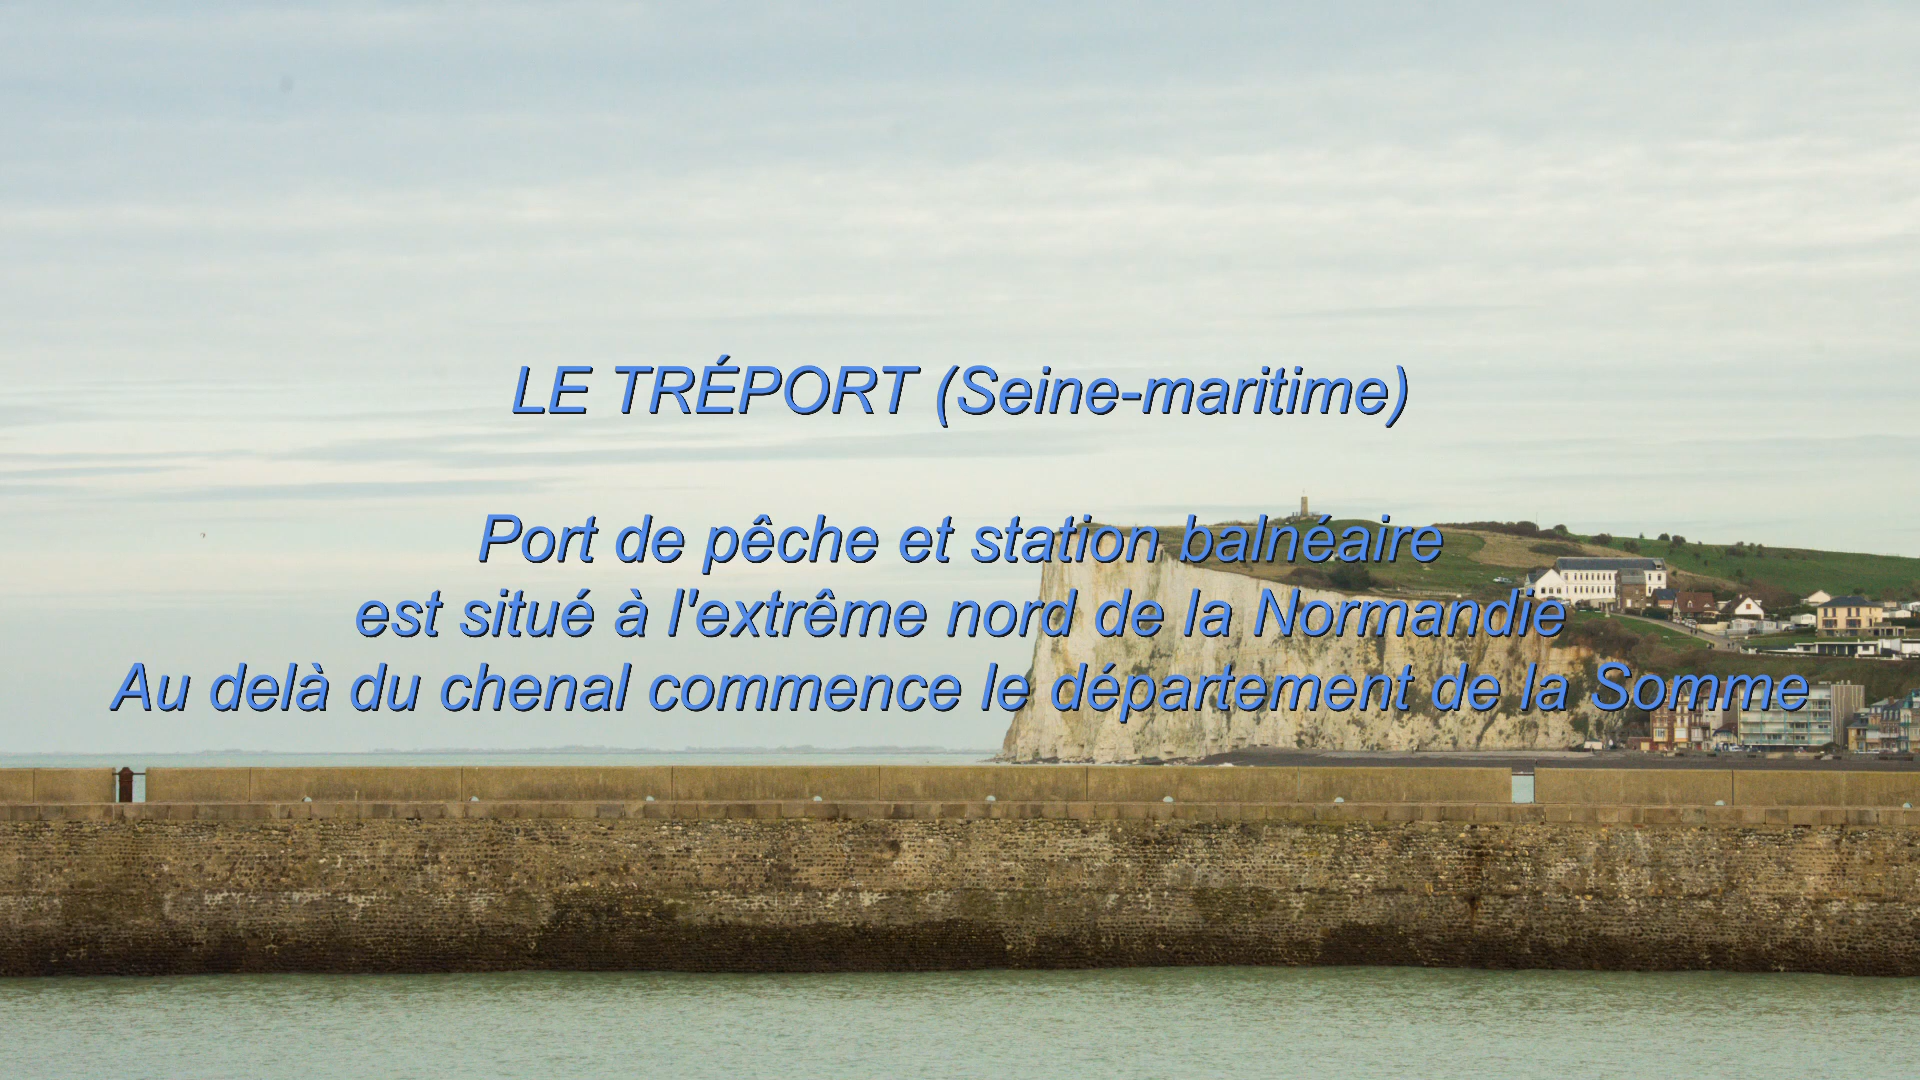 LE TRÉPORT (Seine-maritime)
Port de pêche et station balnéaire
est situé à l'extrême nord de la Normandie
Au delà du chenal commence le département de la Somme